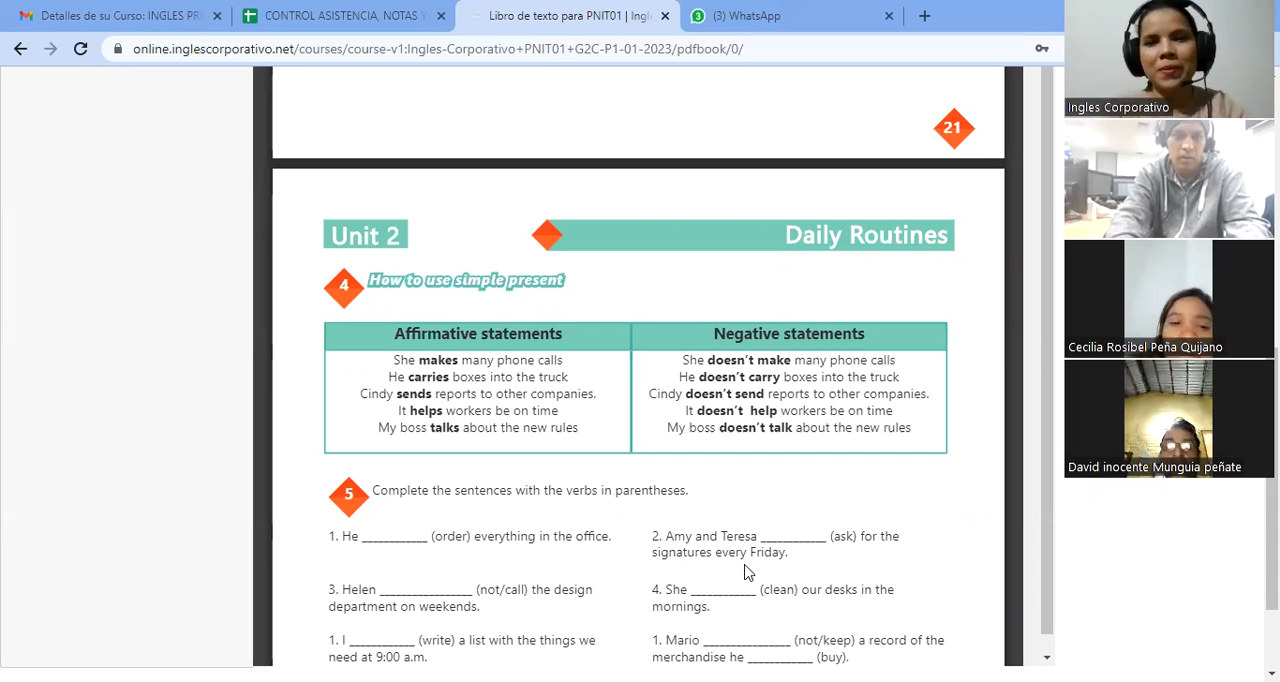 Detalles de su Curso: INGLES PRI
CONTROL ASISTENCIA, NOTAS Y
Libro de texto para PNIT01 | Ingl
(3) WhatsApp
online.inglescorporativo.net/courses/course-v1:Ingles-Corporativo+PNIT01+G2C-P1-01-2023/pdfbook/0/
Ingles Corporativo
21
Unit 2
Daily Routines
4 How to use simple present
Affirmative statements
Negative statements
She makes many phone calls
She doesn't make many phone calls
He carries boxes into the truck
He doesn't carry boxes into the truck
Cindy sends reports to other companies.
Cindy doesn't send reports to other companies.
It helps workers be on time
It doesn't help workers be on time
My boss talks about the new rules
My boss doesn't talk about the new rules
Cecilia Rosibel Peña Quijano
David inocente Munguia peñate
5 Complete the sentences with the verbs in parentheses.
1. He ___________ (order) everything in the office.
2. Amy and Teresa ___________ (ask) for the
signatures every Friday.
3. Helen ________________ (not/call) the design
department on weekends.
4. She ___________ (clean) our desks in the
mornings.
1. I ___________ (write) a list with the things we
need at 9:00 a.m.
1. Mario _______________ (not/keep) a record of the
merchandise he ___________ (buy).